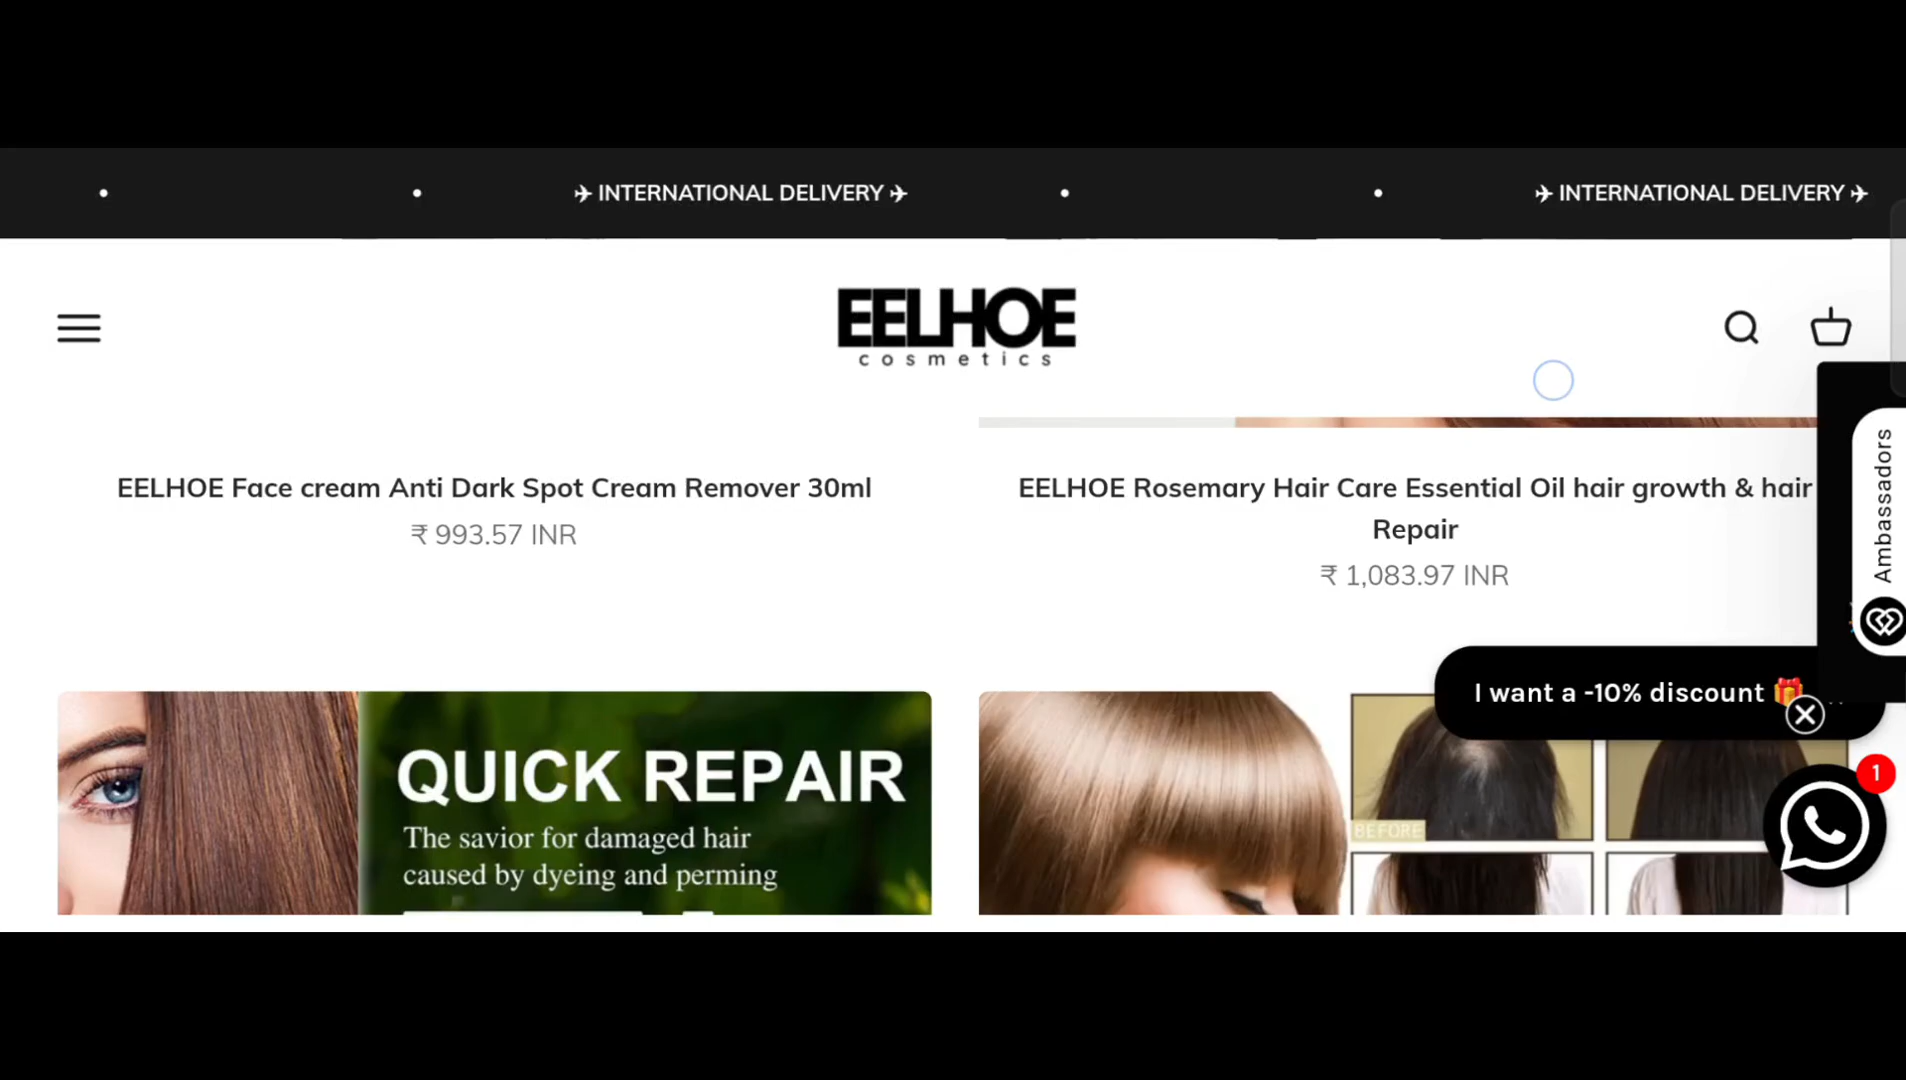 ✈ INTERNATIONAL DELIVERY ✈
✈ INTERNATIONAL DELIVERY ✈
EELHOE
cosmetics
EELHOE Face cream Anti Dark Spot Cream Remover 30ml
₹ 993.57 INR
EELHOE Rosemary Hair Care Essential Oil hair growth & hair
Repair
₹ 1,083.97 INR
Ambassadors
I want a -10% discount 🎁
1
QUICK REPAIR
The savior for damaged hair
caused by dyeing and perming
BEFORE